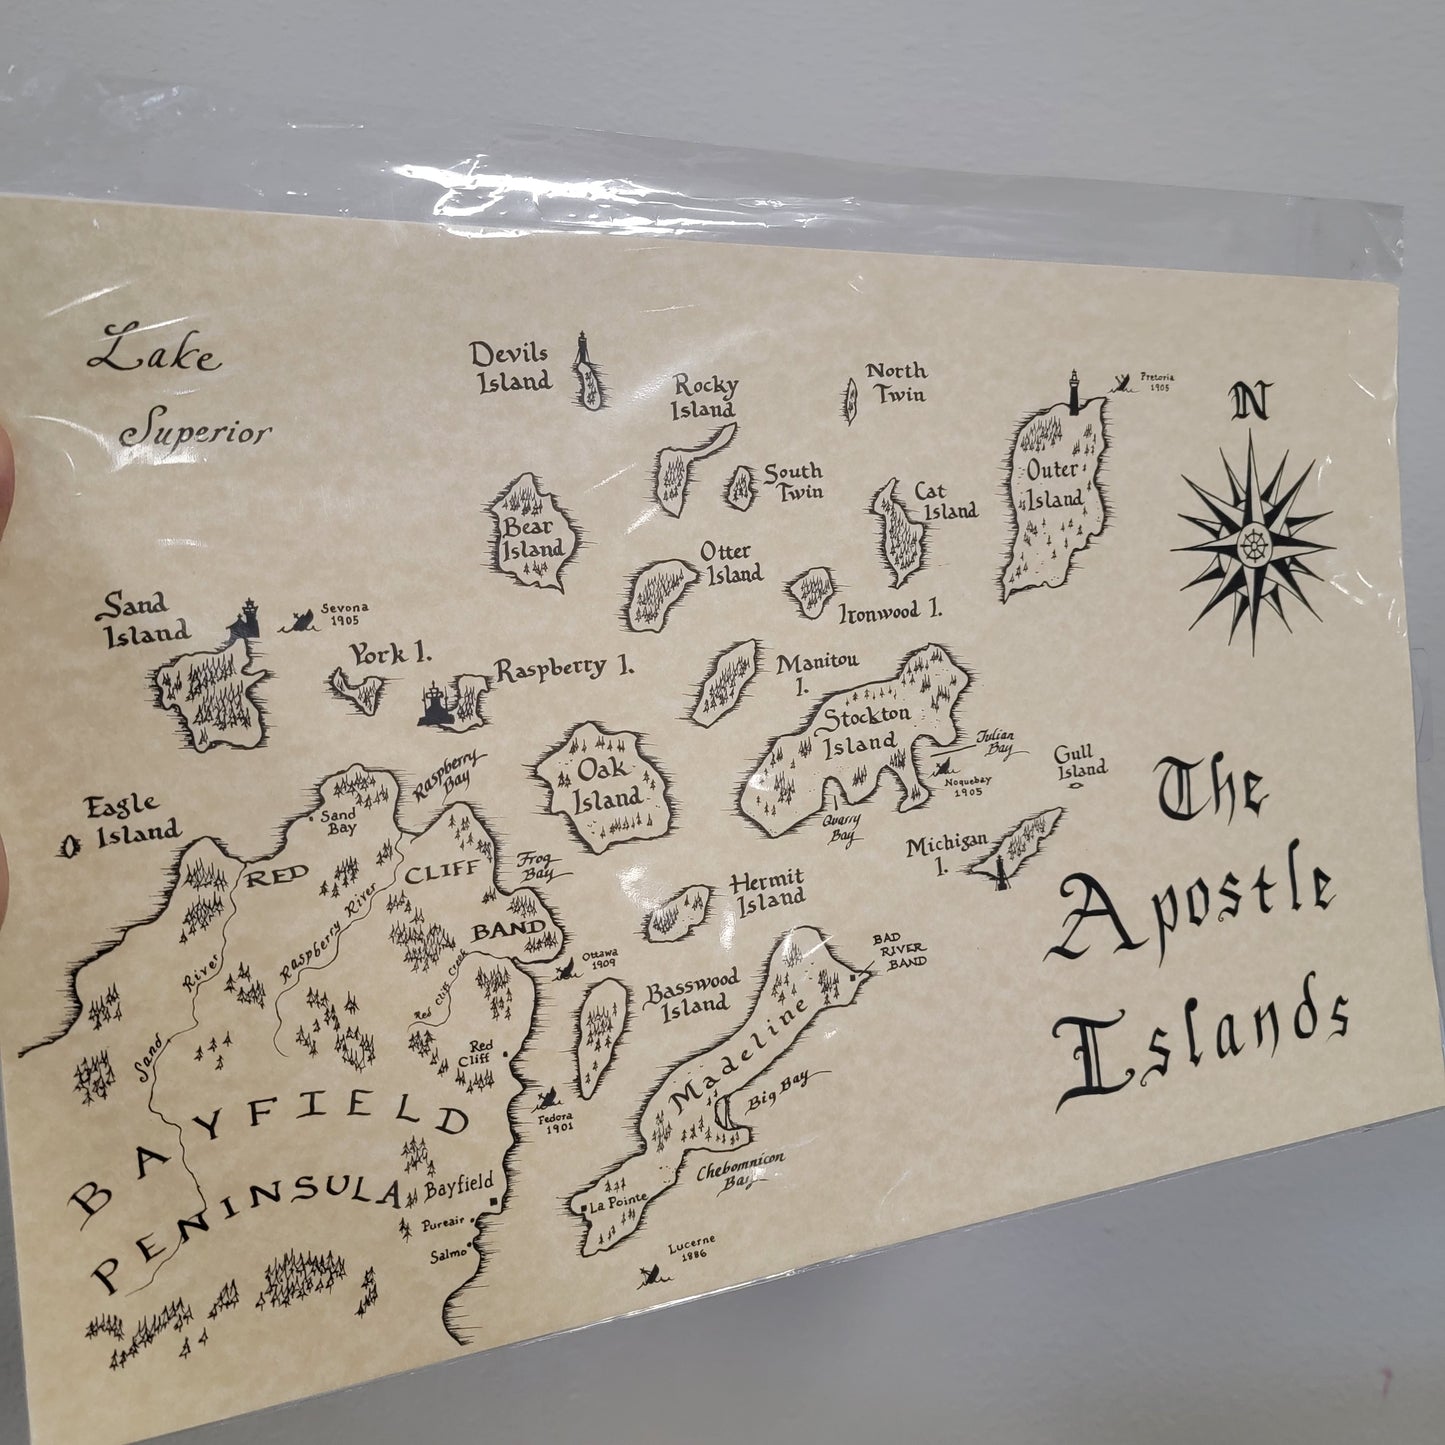 Lake
Superior
Devils
Island
Rocky
Island
North
Twin
Pretoria
1905
N
South
Twin
Cat
Island
Outer
Island
Bear
Island
Otter
Island
Ironwood I.
Sand
Island
Sevona
1905
York I.
Raspberry I.
Manitou
I.
Stockton
Island
Julian
Bay
Noquebay
1905
Quarry
Bay
Gull
Island
The
Apostle
Islands
Oak
Island
Raspberry
Bay
Eagle
Island
Sand
Bay
RED
CLIFF
BAND
Frog
Bay
Michigan
I.
Hermit
Island
Ottawa
1909
Basswood
Island
BAD
RIVER
BAND
Sand River
Raspberry River
Red Cliff Creek
Red
Cliff
Madeline
Big Bay
Fedora
1901
Chebomnicon
Bay
BAYFIELD
PENINSULA
Bayfield
Pureair
Salmo
La Pointe
Lucerne
1886